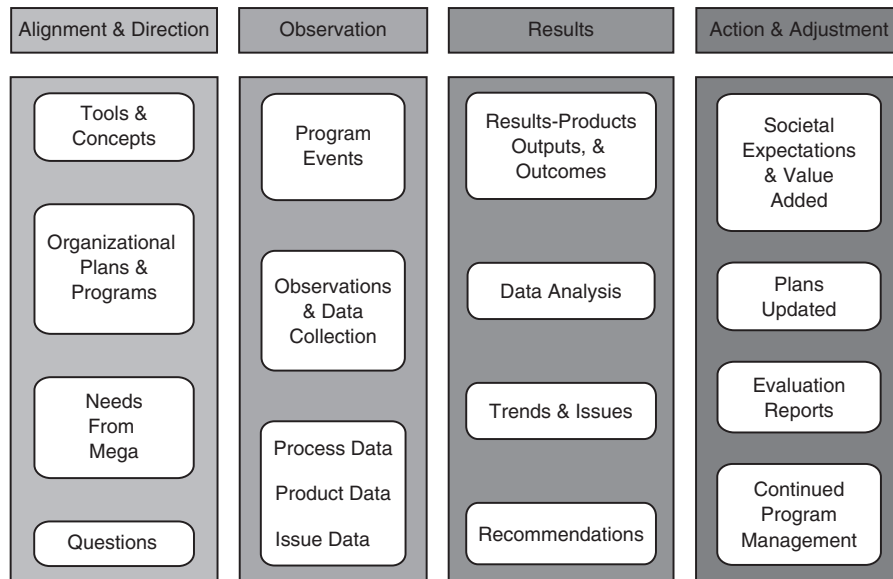 Alignment & Direction
Observation
Results
Action & Adjustment
Tools &
Concepts
Organizational
Plans &
Programs
Needs
From
Mega
Questions
Program
Events
Observations
& Data
Collection
Process Data
Product Data
Issue Data
Results-Products
Outputs, &
Outcomes
Data Analysis
Trends & Issues
Recommendations
Societal
Expectations
& Value
Added
Plans
Updated
Evaluation
Reports
Continued
Program
Management